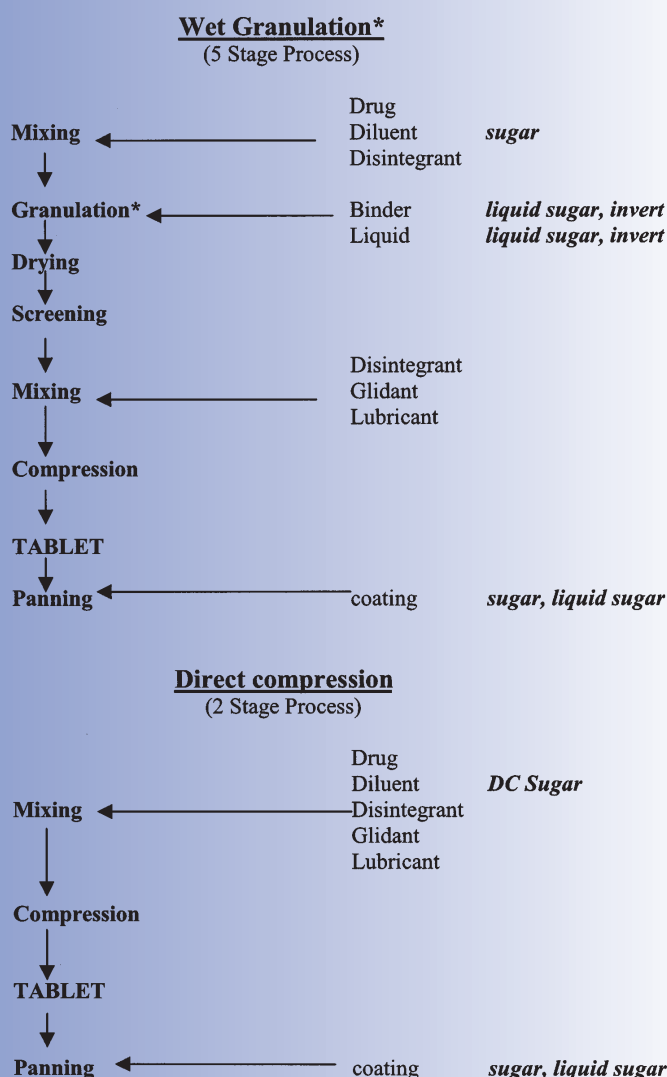 Wet Granulation*
(5 Stage Process)
Drug
Mixing Diluent sugar
Disintegrant
Granulation* Binder liquid sugar, invert
Liquid liquid sugar, invert
Drying
Screening
Disintegrant
Mixing Glidant
Lubricant
Compression
TABLET
Panning coating sugar, liquid sugar
Direct compression
(2 Stage Process)
Drug
Diluent DC Sugar
Mixing Disintegrant
Glidant
Lubricant
Compression
TABLET
Panning coating sugar, liquid sugar